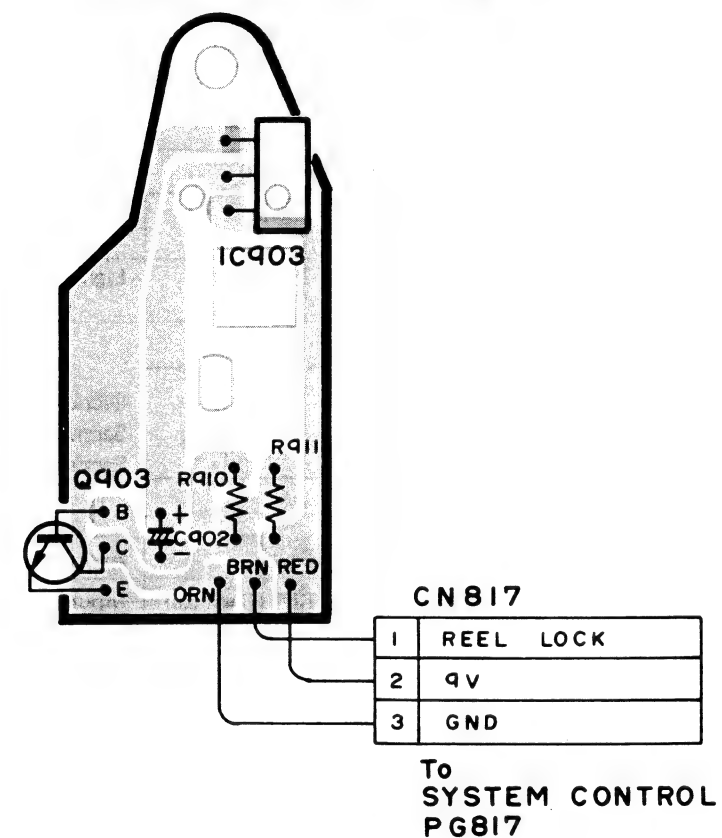 IC903
R911
Q903
R910
B
+
C
C902
−
E
BRN RED
ORN
CN817
1 REEL LOCK
2 9V
3 GND
To
SYSTEM CONTROL
PG817